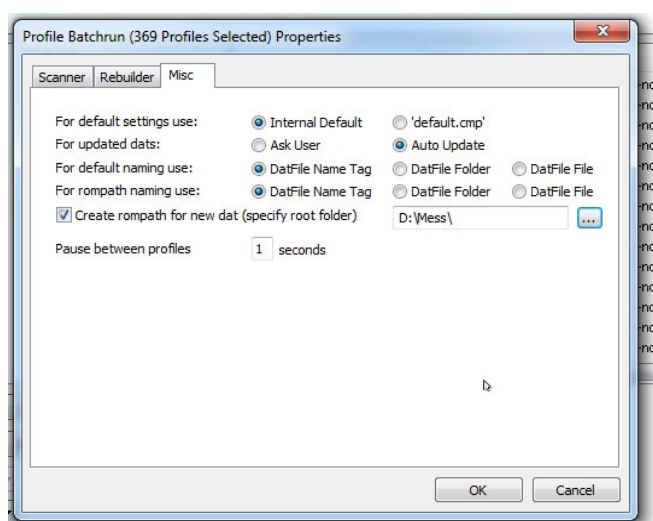 Profile Batchrun (369 Profiles Selected) Properties
Scanner Rebuilder Misc
For default settings use: Internal Default 'default.cmp'
For updated dats: Ask User Auto Update
For default naming use: DatFile Name Tag DatFile Folder DatFile File
For rompath naming use: DatFile Name Tag DatFile Folder DatFile File
Create rompath for new dat (specify root folder) D:\Mess\ ...
Pause between profiles 1 seconds
OK Cancel